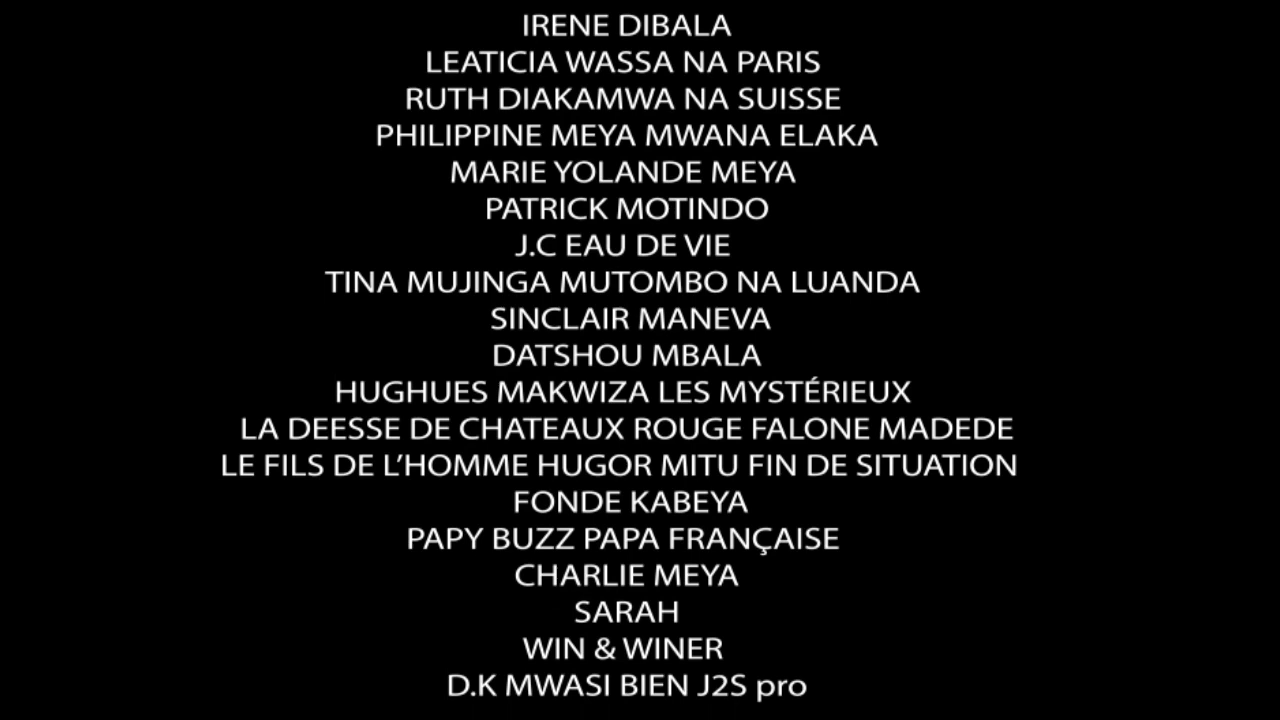 IRENE DIBALA
LEATICIA WASSA NA PARIS
RUTH DIAKAMWA NA SUISSE
PHILIPPINE MEYA MWANA ELAKA
MARIE YOLANDE MEYA
PATRICK MOTINDO
J.C EAU DE VIE
TINA MUJINGA MUTOMBO NA LUANDA
SINCLAIR MANEVA
DATSHOU MBALA
HUGHUES MAKWIZA LES MYSTÉRIEUX
LA DEESSE DE CHATEAUX ROUGE FALONE MADEDE
LE FILS DE L’HOMME HUGOR MITU FIN DE SITUATION
FONDE KABEYA
PAPY BUZZ PAPA FRANÇAISE
CHARLIE MEYA
SARAH
WIN & WINER
D.K MWASI BIEN J2S pro